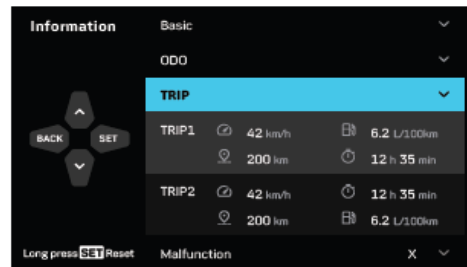 Information
Basic
ODO
TRIP
BACK SET
TRIP1 42 km/h 6.2 L/100km
200 km 12 h 35 min
TRIP2 42 km/h 12 h 35 min
200 km 6.2 L/100km
Long press SET Reset
Malfunction X